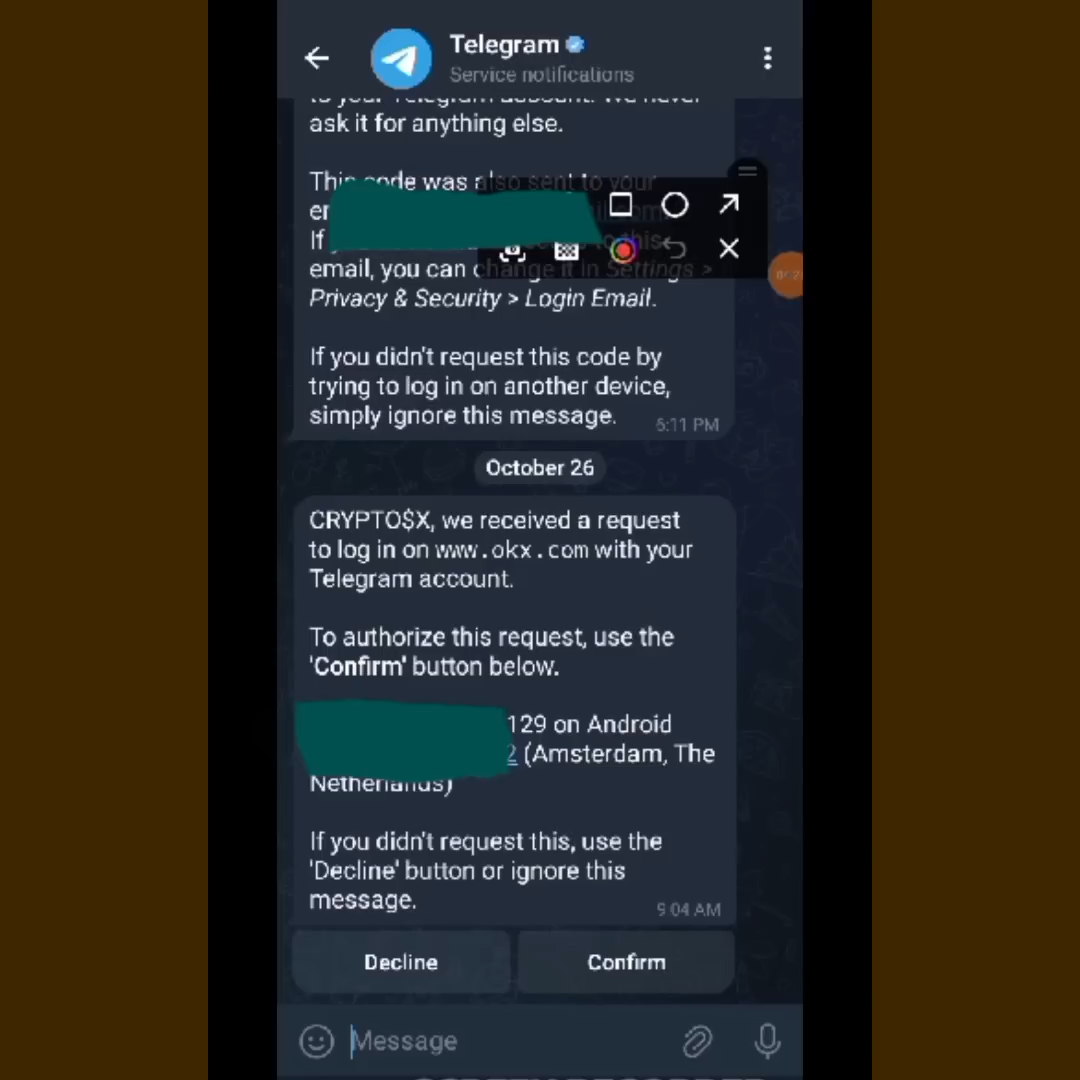 Telegram
Service notifications
ask it for anything else.
This code was also sent to your
If
email, you can change it in Settings >
Privacy & Security > Login Email.
If you didn't request this code by
trying to log in on another device,
simply ignore this message.
6:11 PM
October 26
CRYPTO$X, we received a request
to log in on www.okx.com with your
Telegram account.
To authorize this request, use the
'Confirm' button below.
129 on Android
2 (Amsterdam, The
Netherlands)
If you didn't request this, use the
'Decline' button or ignore this
message.
9:04 AM
Decline
Confirm
Message